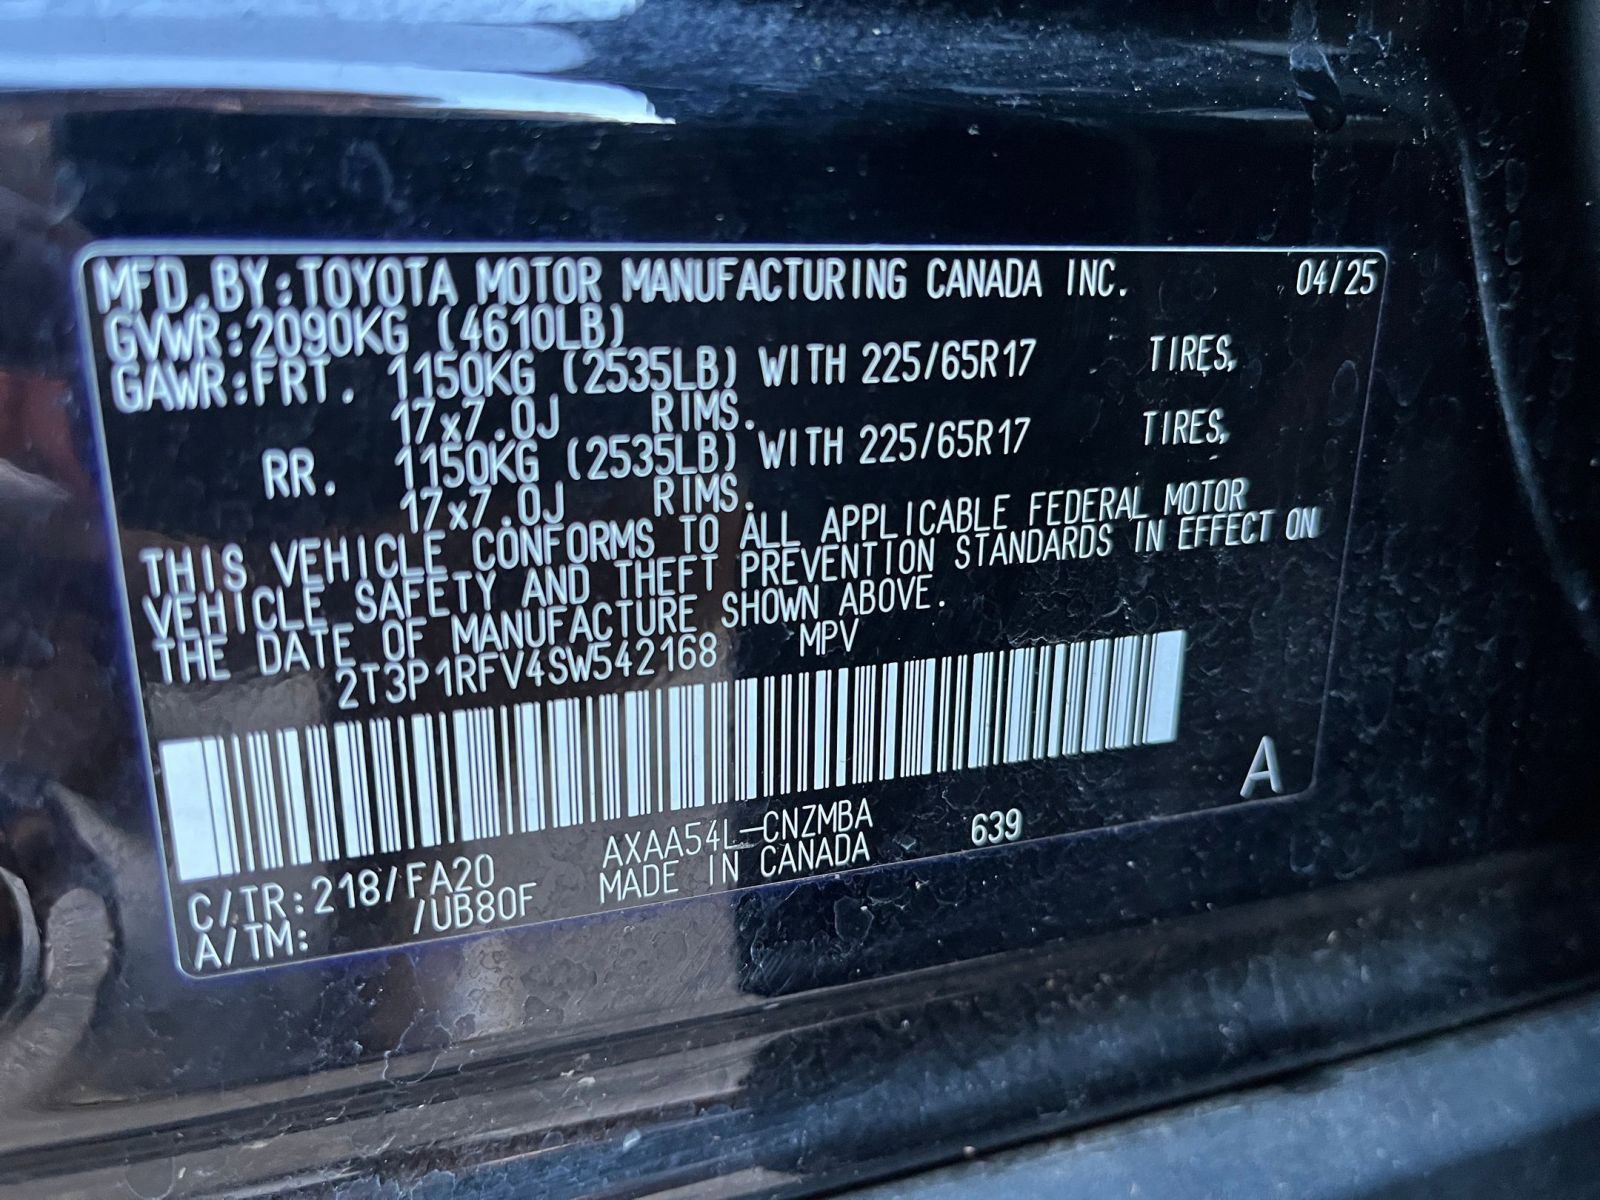 MFD.BY:TOYOTA MOTOR MANUFACTURING CANADA INC. 04/25
GVWR:2090KG (4610LB)
GAWR:FRT. 1150KG (2535LB) WITH 225/65R17 TIRES,
17x7.0J RIMS.
RR. 1150KG (2535LB) WITH 225/65R17 TIRES,
17x7.0J RIMS.
THIS VEHICLE CONFORMS TO ALL APPLICABLE FEDERAL MOTOR
VEHICLE SAFETY AND THEFT PREVENTION STANDARDS IN EFFECT ON
THE DATE OF MANUFACTURE SHOWN ABOVE.
2T3P1RFV4SW542168 MPV
A
C/TR:218/FA20 AXAA54L-CNZMBA 639
A/TM: /UB80F MADE IN CANADA